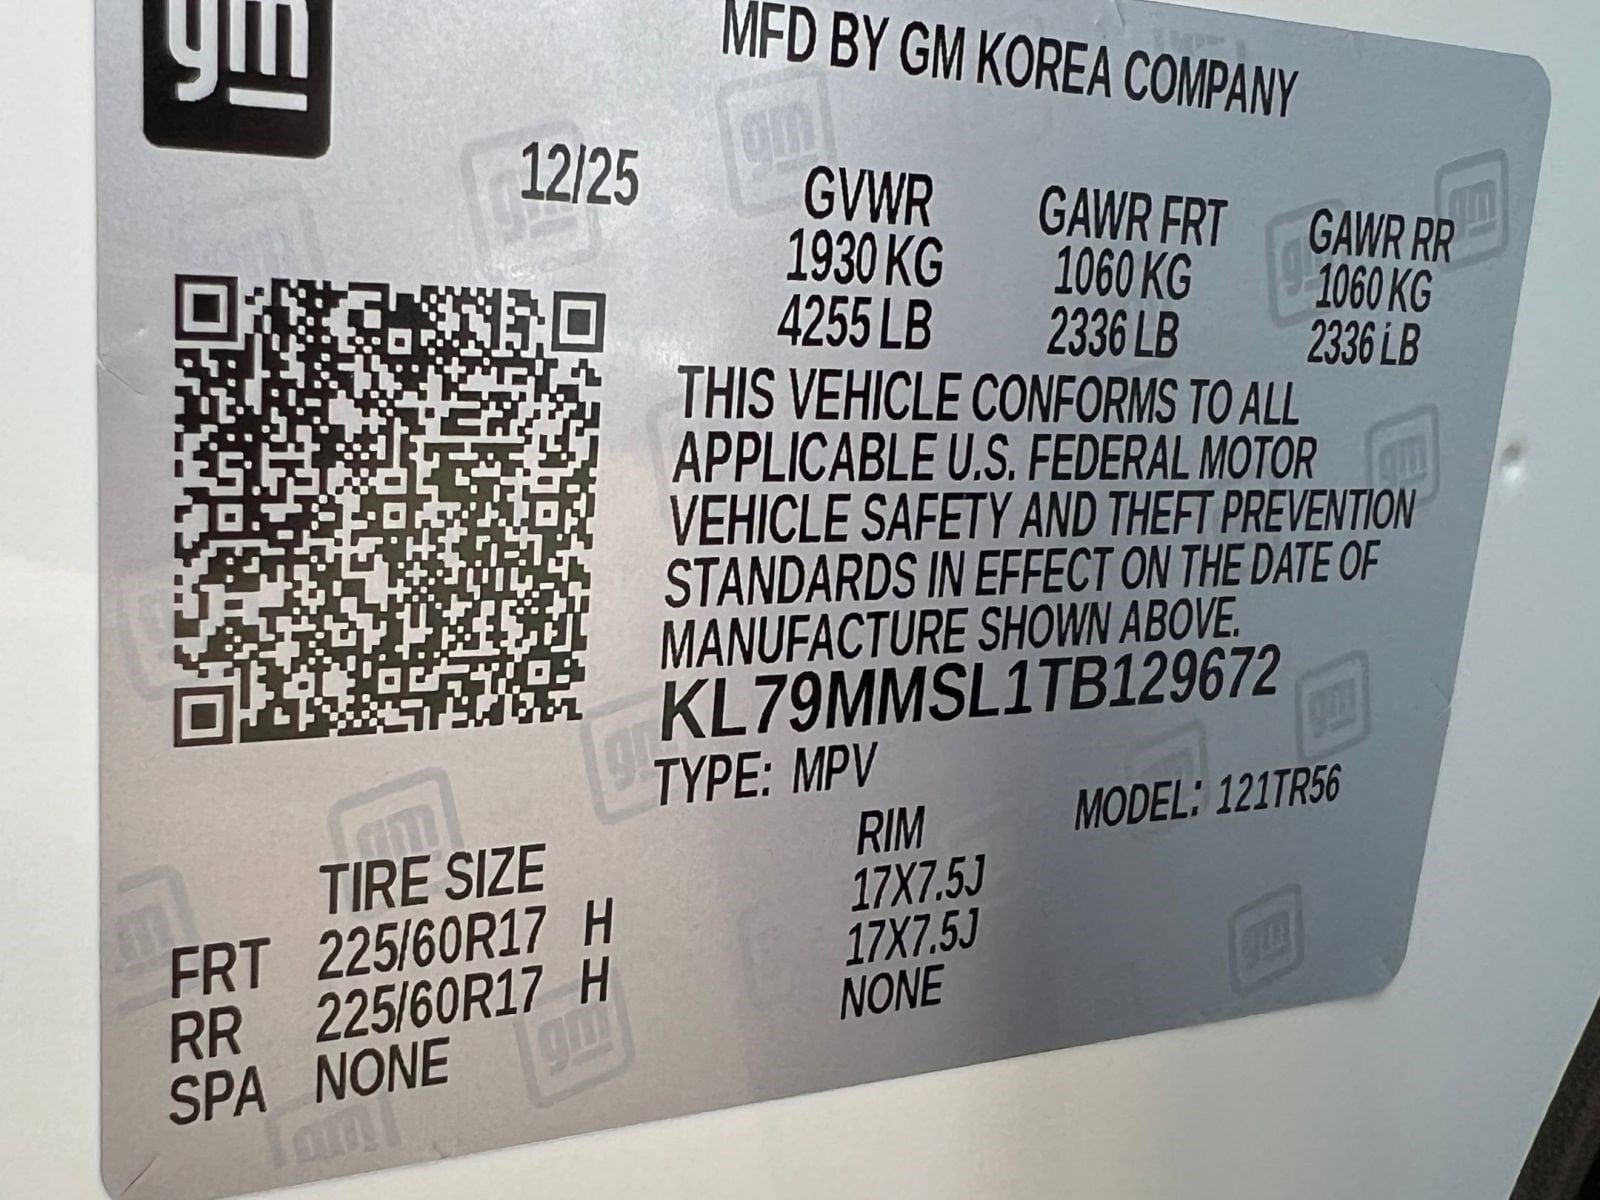 gm
MFD BY GM KOREA COMPANY
12/25
GVWR GAWR FRT GAWR RR
1930 KG 1060 KG 1060 KG
4255 LB 2336 LB 2336 LB
THIS VEHICLE CONFORMS TO ALL
APPLICABLE U.S. FEDERAL MOTOR
VEHICLE SAFETY AND THEFT PREVENTION
STANDARDS IN EFFECT ON THE DATE OF
MANUFACTURE SHOWN ABOVE.
KL79MMSL1TB129672
TYPE: MPV MODEL: 121TR56
TIRE SIZE RIM
FRT 225/60R17 H 17X7.5J
RR 225/60R17 H 17X7.5J
SPA NONE NONE